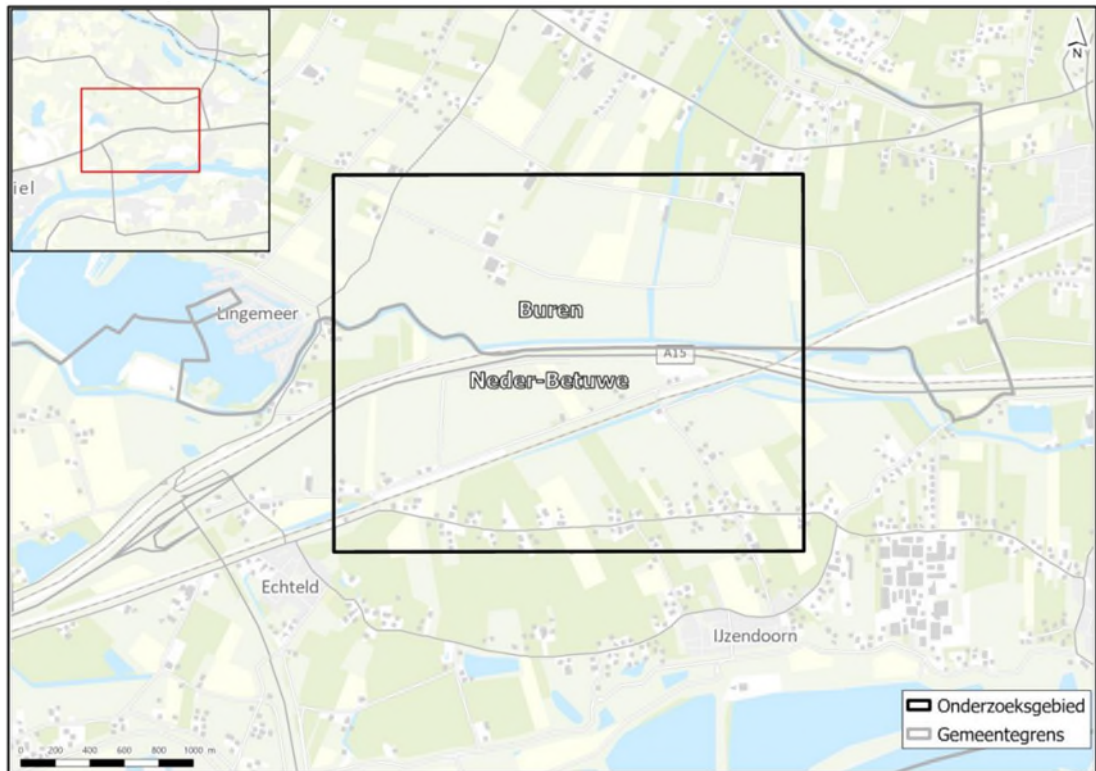 iel
N
Lingemeer
Buren
A15
Neder-Betuwe
Echteld
IJzendoorn
Onderzoeksgebied
Gemeentegrens
0 200 400 600 800 1000 m